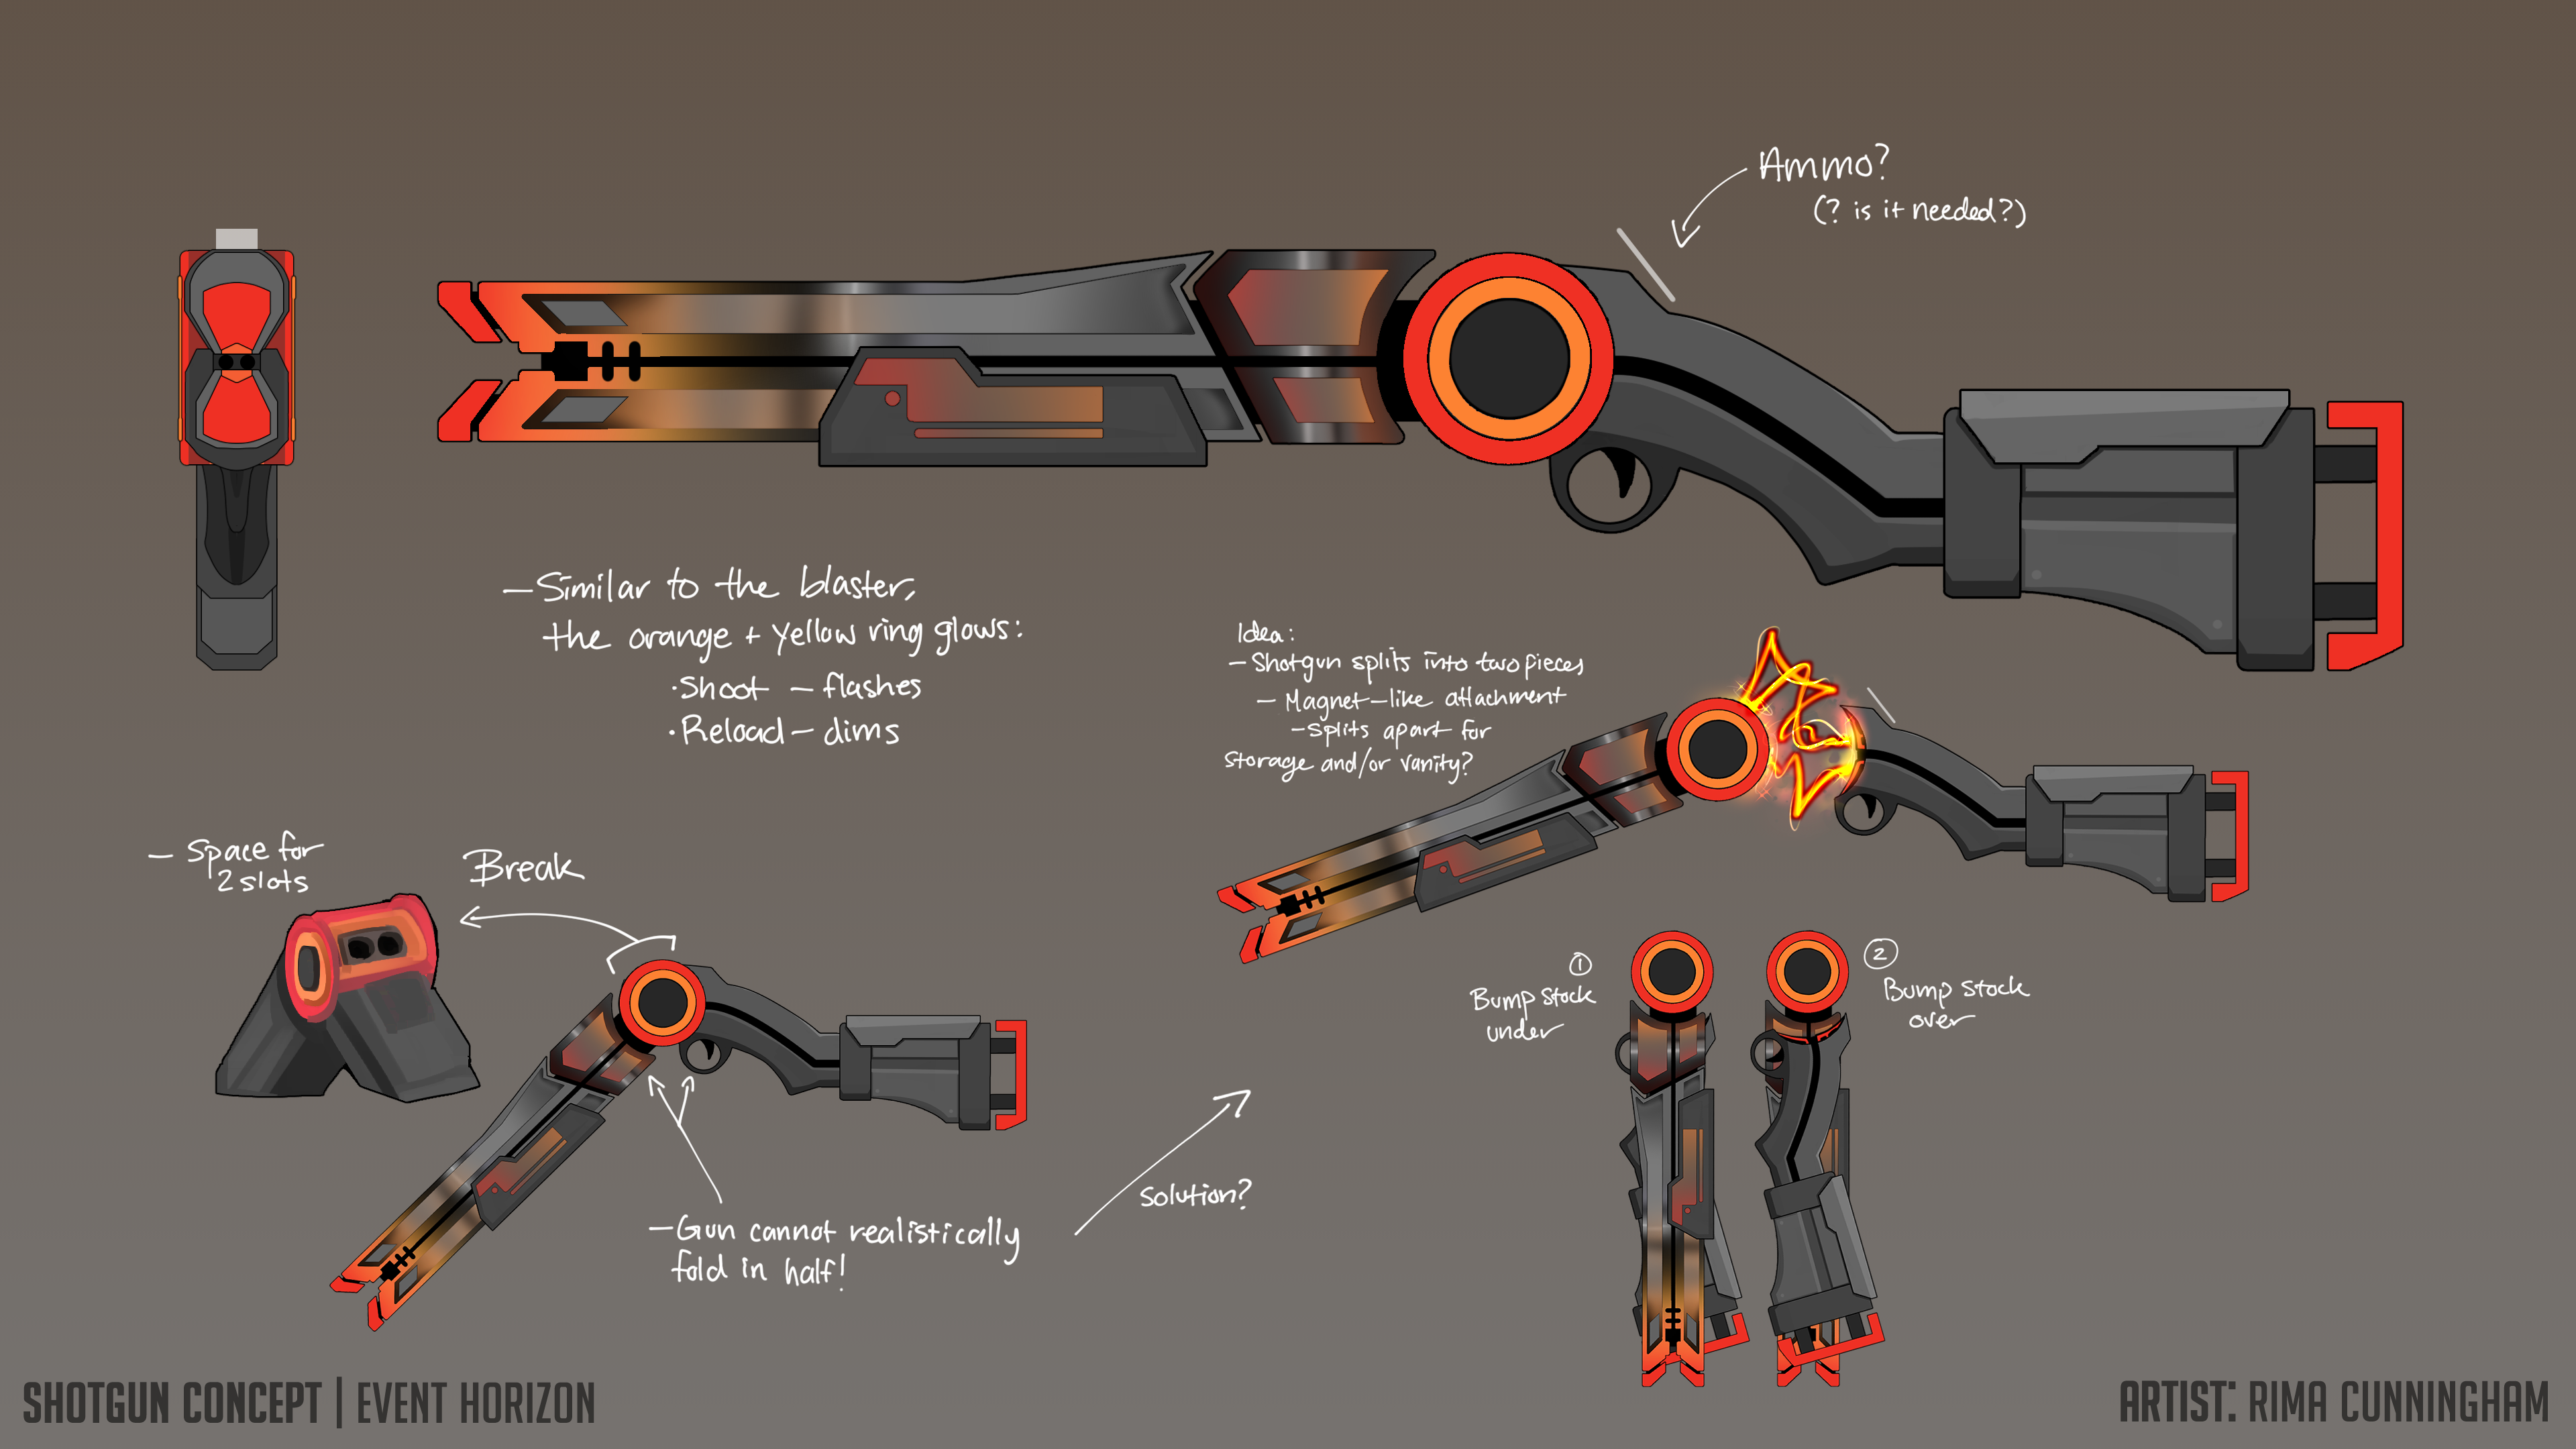 Ammo?
(? is it needed?)
– Similar to the blaster,
the orange + yellow ring glows:
· Shoot – flashes
· Reload – dims
Idea:
– Shotgun splits into two pieces
– Magnet-like attachment
– Splits apart for
storage and/or vanity?
– Space for
2 slots
Break
① 
Bump stock
under
②
Bump stock
over
– Gun cannot realistically
fold in half!
solution?
SHOTGUN CONCEPT | EVENT HORIZON
ARTIST: RIMA CUNNINGHAM